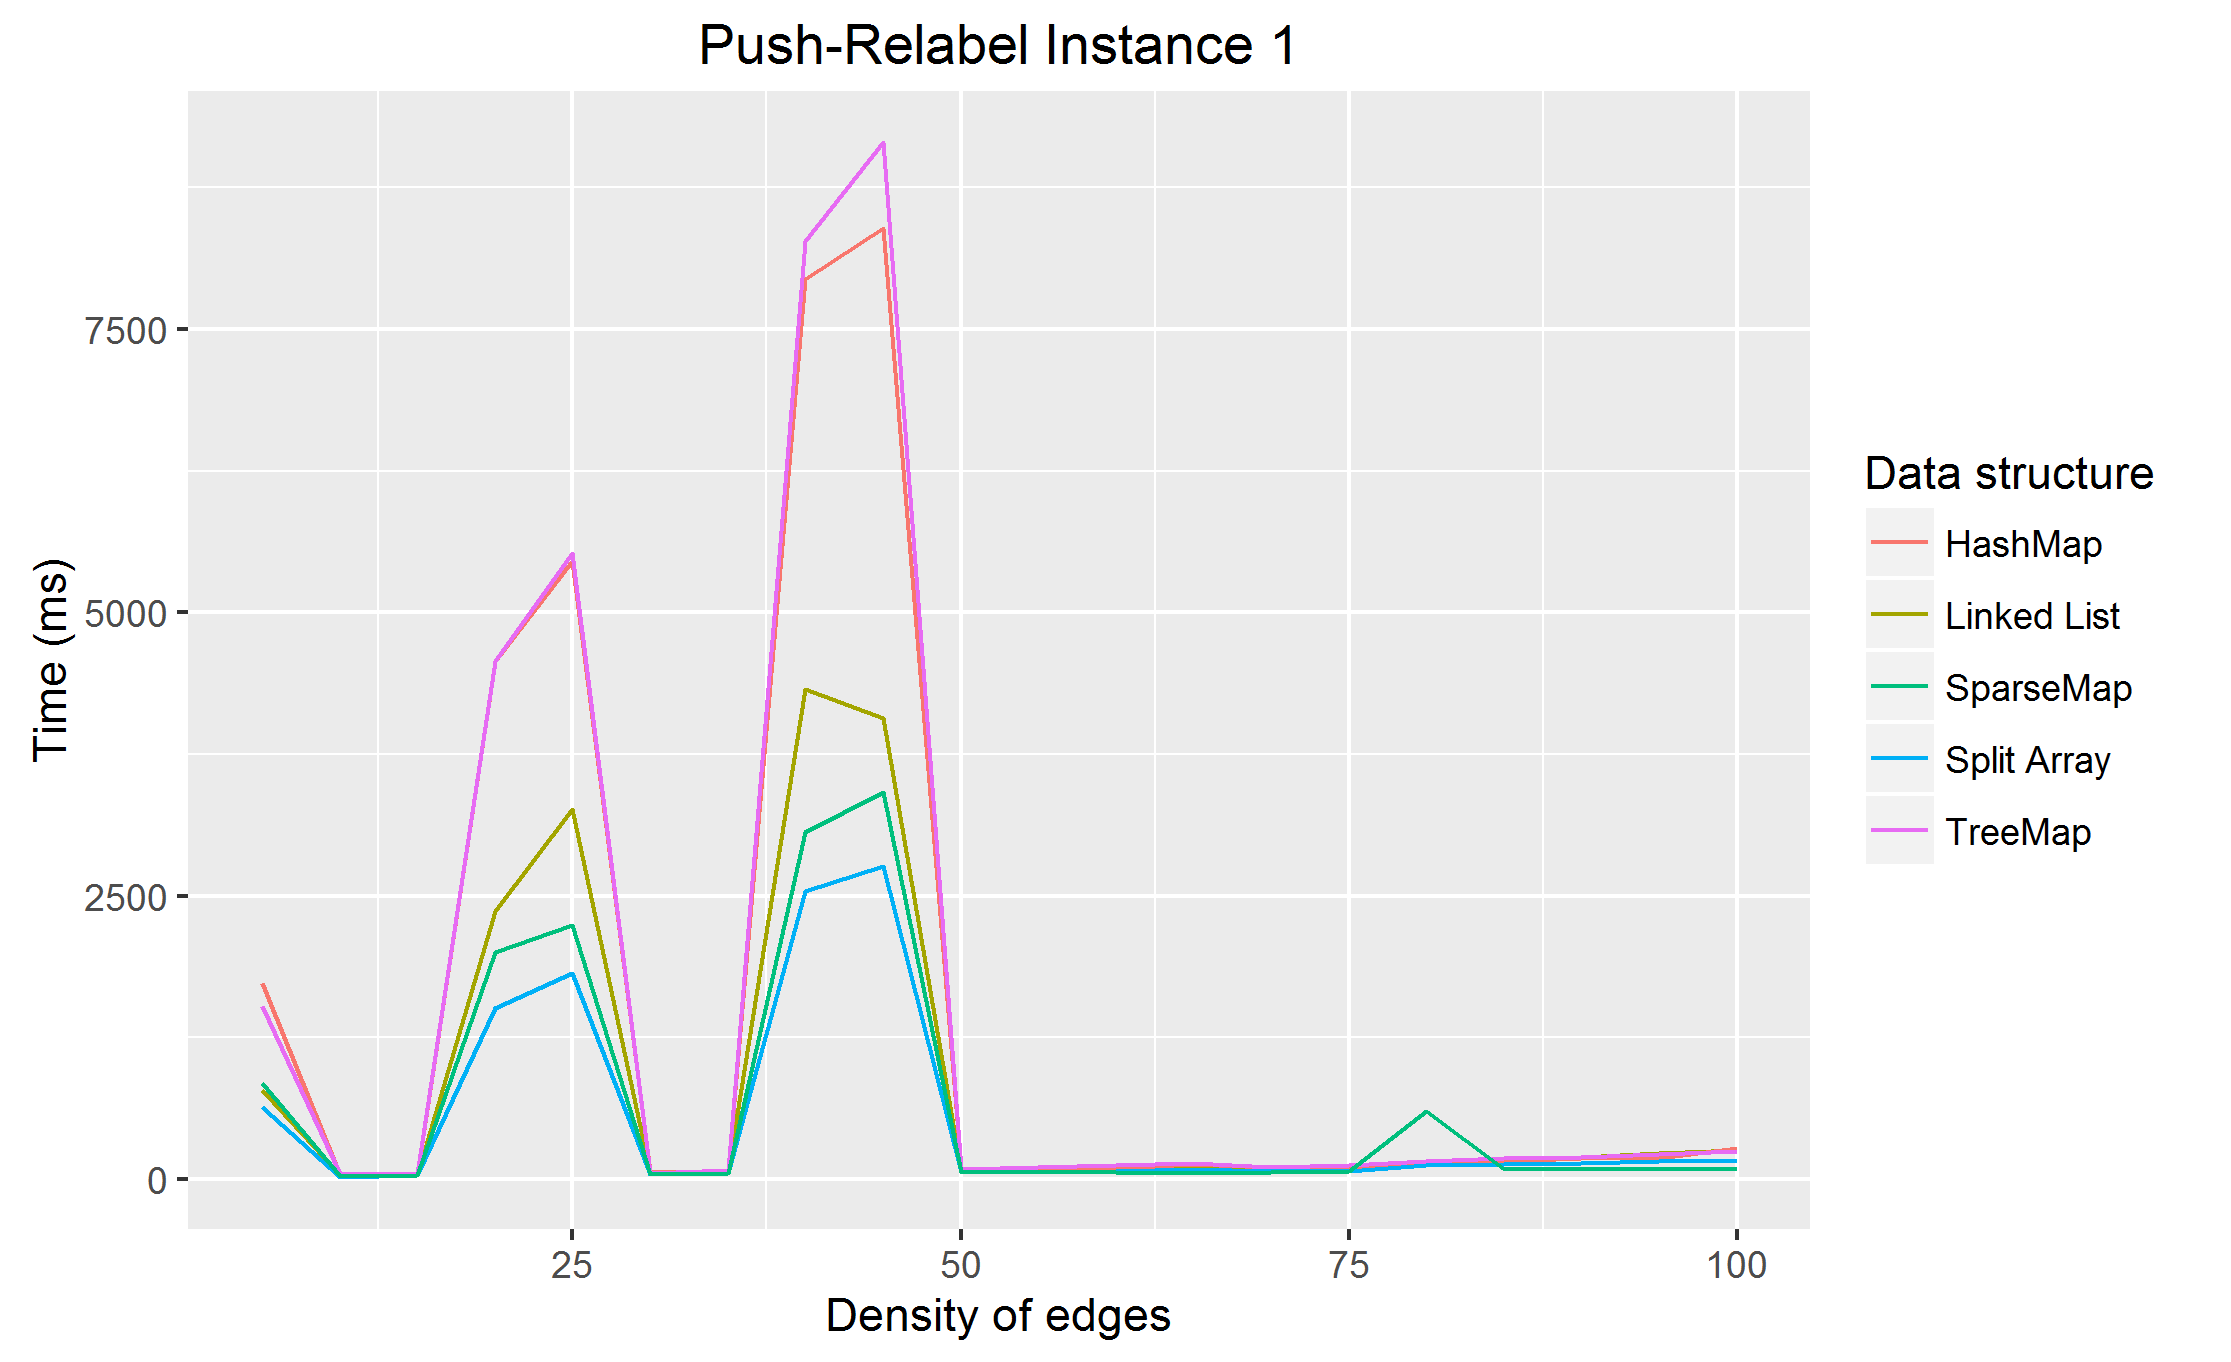 Push-Relabel Instance 1
Time (ms)
7500
5000
2500
0
25 50 75 100
Density of edges
Data structure
HashMap
Linked List
SparseMap
Split Array
TreeMap